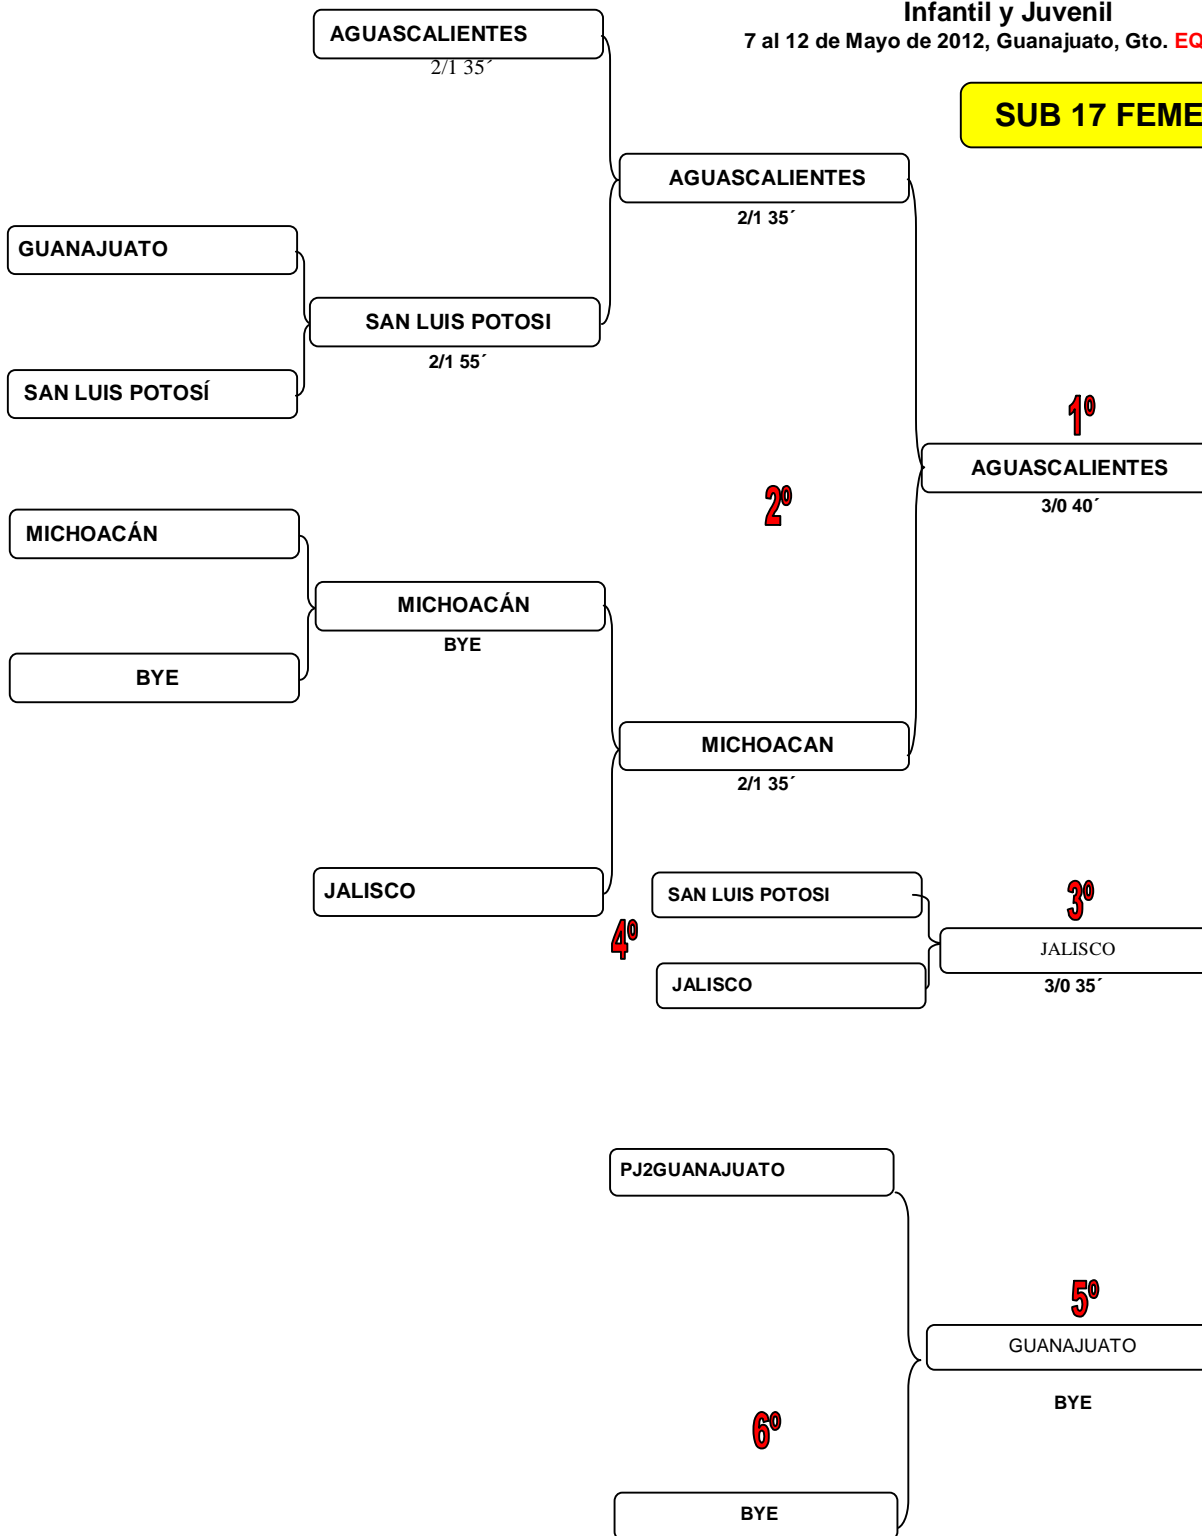 Infantil y Juvenil
7 al 12 de Mayo de 2012, Guanajuato, Gto. EQ
SUB 17 FEME
AGUASCALIENTES
2/1 35´
AGUASCALIENTES
2/1 35´
GUANAJUATO
SAN LUIS POTOSI
2/1 55´
SAN LUIS POTOSÍ
1º
AGUASCALIENTES
3/0 40´
2º
MICHOACÁN
MICHOACÁN
BYE
BYE
MICHOACAN
2/1 35´
JALISCO
SAN LUIS POTOSI
3º
4º
JALISCO
3/0 35´
JALISCO
PJ2GUANAJUATO
5º
GUANAJUATO
BYE
6º
BYE